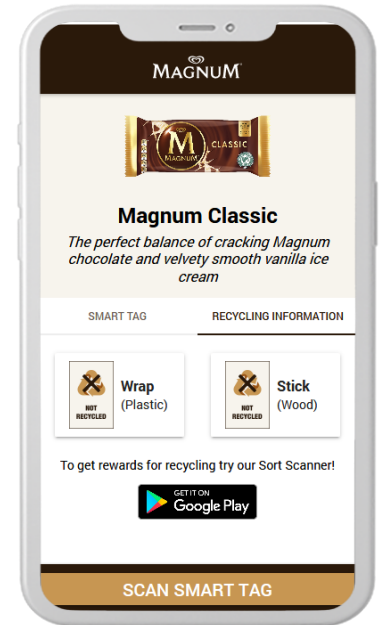 MAGNUM
M
MAGNUM
CLASSIC
Magnum Classic
The perfect balance of cracking Magnum
chocolate and velvety smooth vanilla ice
cream
SMART TAG
RECYCLING INFORMATION
NOT
RECYCLED
Wrap
(Plastic)
NOT
RECYCLED
Stick
(Wood)
To get rewards for recycling try our Sort Scanner!
GET IT ON
Google Play
SCAN SMART TAG